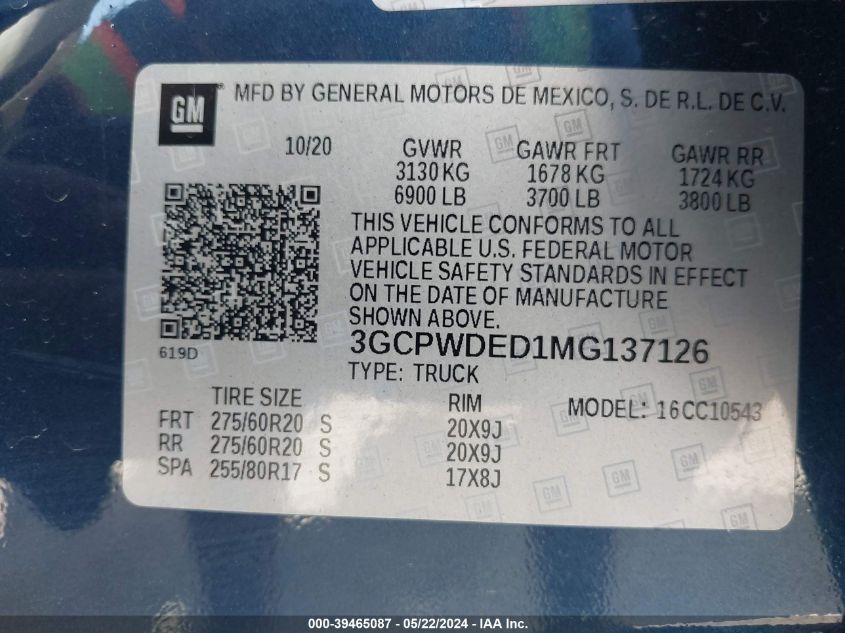 GM ® MFD BY GENERAL MOTORS DE MEXICO, S. DE R.L. DE C.V.
10/20 GVWR GAWR FRT GAWR RR
3130 KG 1678 KG 1724 KG
6900 LB 3700 LB 3800 LB
THIS VEHICLE CONFORMS TO ALL
APPLICABLE U.S. FEDERAL MOTOR
VEHICLE SAFETY STANDARDS IN EFFECT
ON THE DATE OF MANUFACTURE
SHOWN ABOVE.
619D
3GCPWDED1MG137126
TYPE: TRUCK
TIRE SIZE RIM MODEL: 16CC10543
FRT 275/60R20 S 20X9J
RR 275/60R20 S 20X9J
SPA 255/80R17 S 17X8J
000-39465087 - 05/22/2024 - IAA Inc.